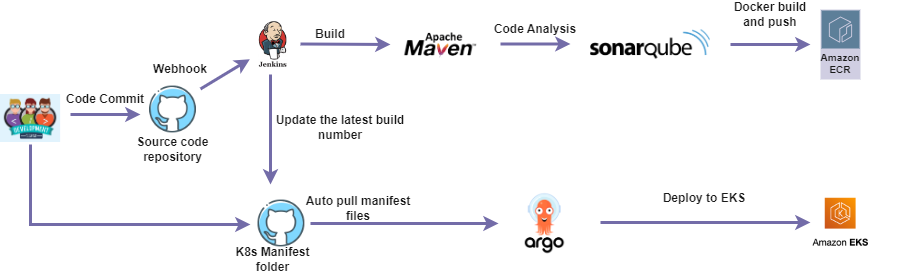 Docker build
and push
Build
Apache
Maven
Code Analysis
sonarqube
Jenkins
Amazon
ECR
Webhook
Code Commit
DEVELOPMENT
Source code
repository
Update the latest build
number
Auto pull manifest
files
Deploy to EKS
argo
K8s Manifest
folder
Amazon EKS